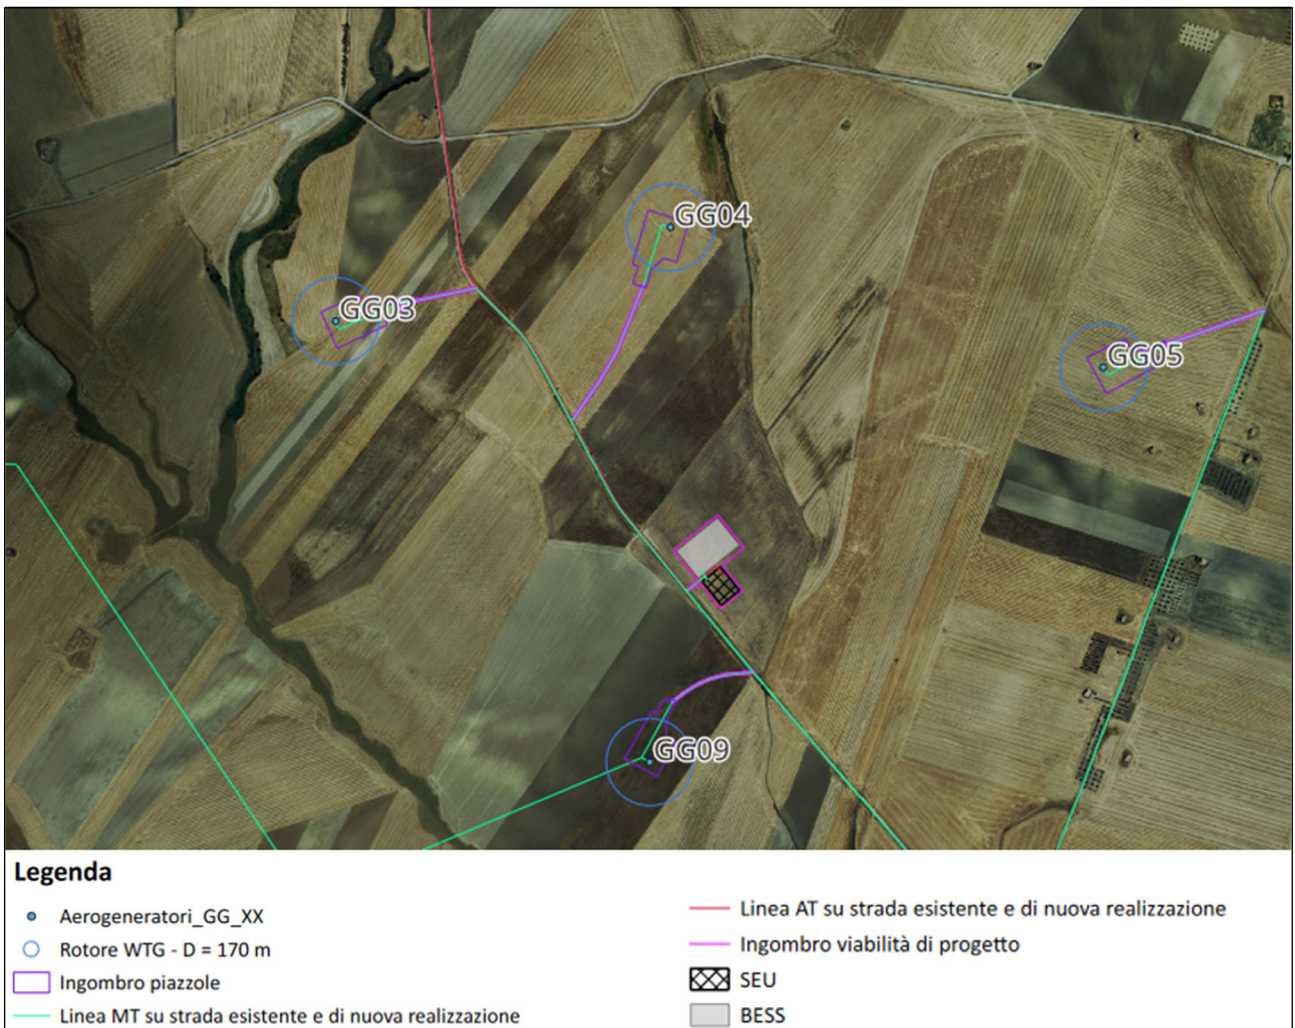 GG04
GG03
GG05
GG09
Legenda
Aerogeneratori_GG_XX
Rotore WTG - D = 170 m
Ingombro piazzole
Linea MT su strada esistente e di nuova realizzazione
Linea AT su strada esistente e di nuova realizzazione
Ingombro viabilità di progetto
SEU
BESS